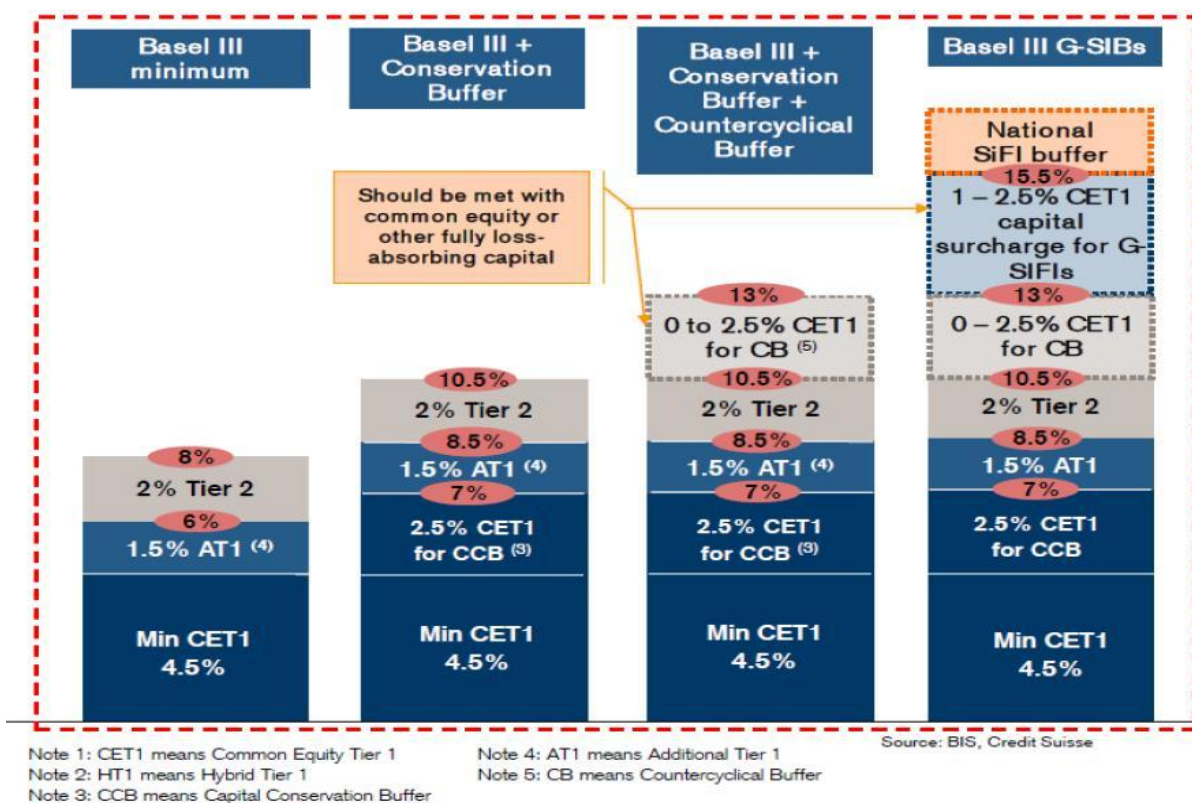 Basel III
minimum
Basel III +
Conservation
Buffer
Basel III +
Conservation
Buffer +
Countercyclical
Buffer
Basel III G-SIBs
Should be met with
common equity or
other fully loss-
absorbing capital
8%
2% Tier 2
6%
1.5% AT1 (4)
Min CET1
4.5%
10.5%
2% Tier 2
8.5%
1.5% AT1 (4)
7%
2.5% CET1
for CCB (3)
Min CET1
4.5%
13%
0 to 2.5% CET1
for CB (5)
10.5%
2% Tier 2
8.5%
1.5% AT1 (4)
7%
2.5% CET1
for CCB (3)
Min CET1
4.5%
National
SiFI buffer
15.5%
1 – 2.5% CET1
capital
surcharge for G-
SIFIs
13%
0 – 2.5% CET1
for CB
10.5%
2% Tier 2
8.5%
1.5% AT1
7%
2.5% CET1
for CCB
Min CET1
4.5%
Note 1: CET1 means Common Equity Tier 1
Note 2: HT1 means Hybrid Tier 1
Note 3: CCB means Capital Conservation Buffer
Note 4: AT1 means Additional Tier 1
Note 5: CB means Countercyclical Buffer
Source: BIS, Credit Suisse